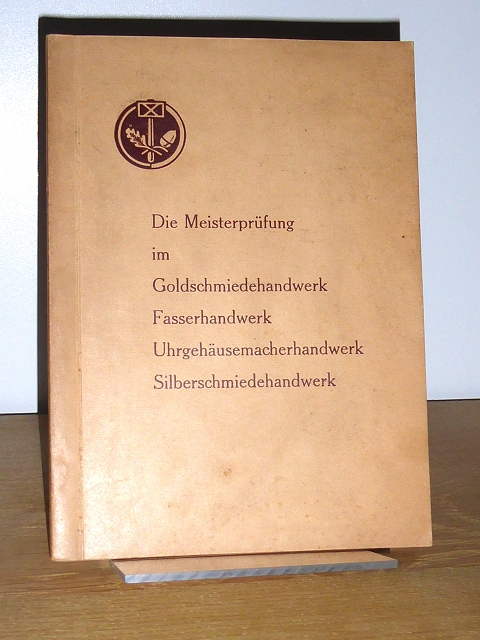 Die Meisterprüfung
im
Goldschmiedehandwerk
Fasserhandwerk
Uhrgehäusemacherhandwerk
Silberschmiedehandwerk